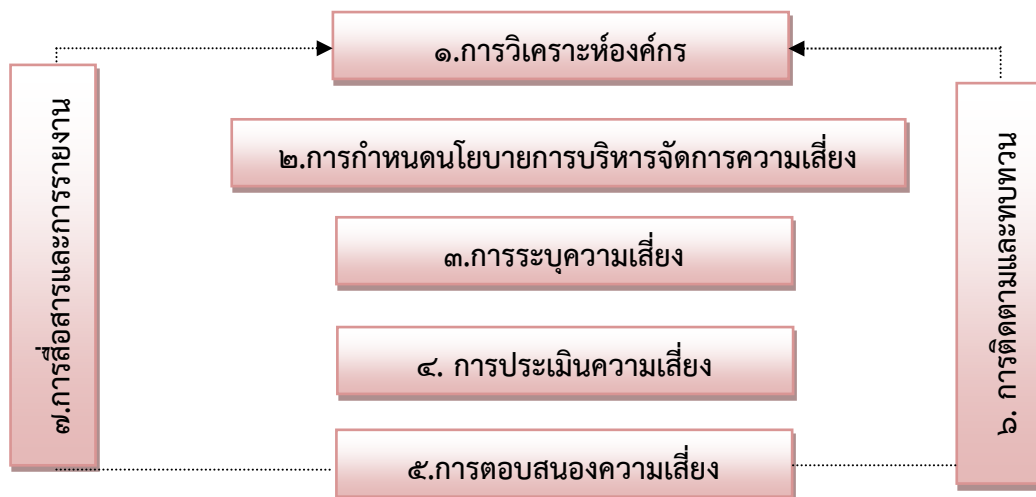 ๑.การวิเคราะห์องค์กร
๒.การกำหนดนโยบายการบริหารจัดการความเสี่ยง
๓.การระบุความเสี่ยง
๔. การประเมินความเสี่ยง
๕.การตอบสนองความเสี่ยง
๖. การติดตามและทบทวน
๗.การสื่อสารและการรายงาน